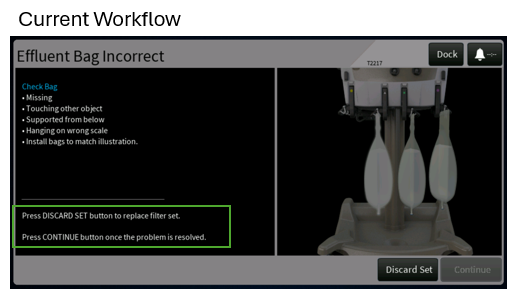 Current Workflow
Effluent Bag Incorrect
T2217
Dock
--:--
Check Bag
• Missing
• Touching other object
• Supported from below
• Hanging on wrong scale
• Install bags to match illustration.
Press DISCARD SET button to replace filter set.
Press CONTINUE button once the problem is resolved.
Discard Set
Continue